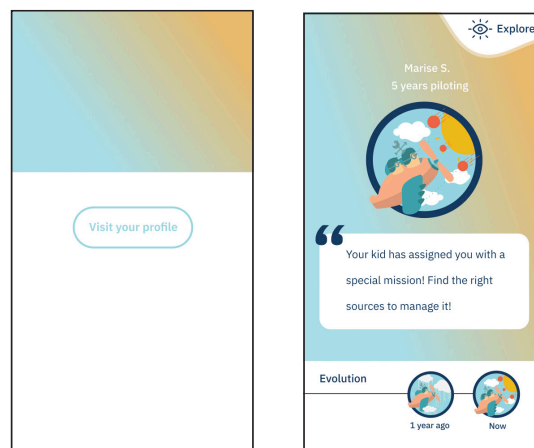 Visit your profile
Explore
Marise S.
5 years piloting
“
Your kid has assigned you with a
special mission! Find the right
sources to manage it!
Evolution
1 year ago
Now